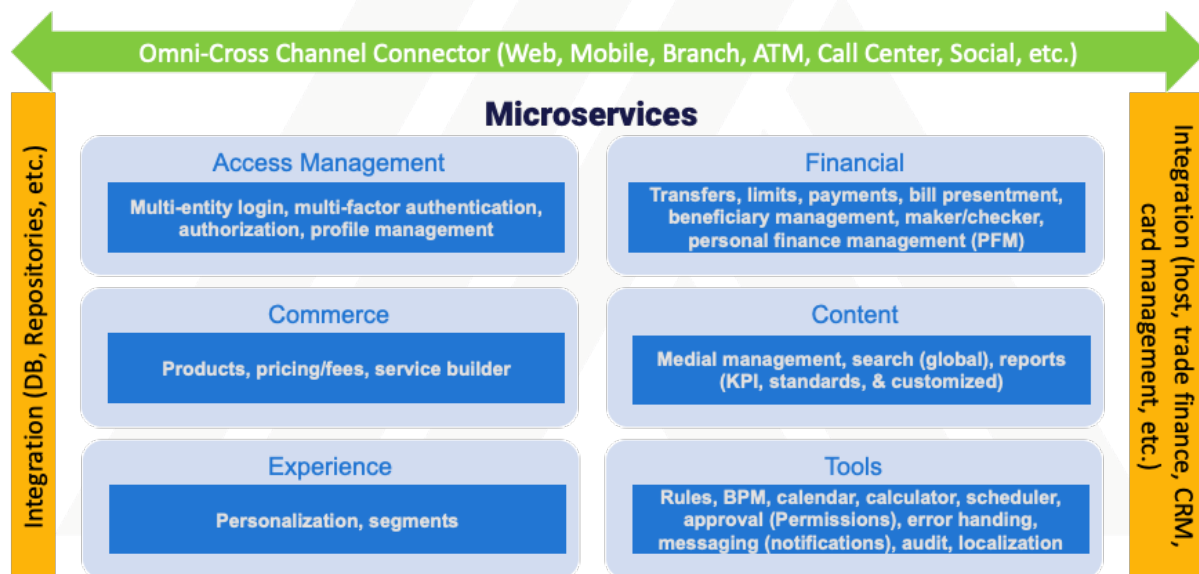 Omni-Cross Channel Connector (Web, Mobile, Branch, ATM, Call Center, Social, etc.)
Integration (DB, Repositories, etc.)
Microservices
Access Management
Multi-entity login, multi-factor authentication,
authorization, profile management
Financial
Transfers, limits, payments, bill presentment,
beneficiary management, maker/checker,
personal finance management (PFM)
Commerce
Products, pricing/fees, service builder
Content
Medial management, search (global), reports
(KPI, standards, & customized)
Experience
Personalization, segments
Tools
Rules, BPM, calendar, calculator, scheduler,
approval (Permissions), error handing,
messaging (notifications), audit, localization
Integration (host, trade finance, CRM,
card management, etc.)